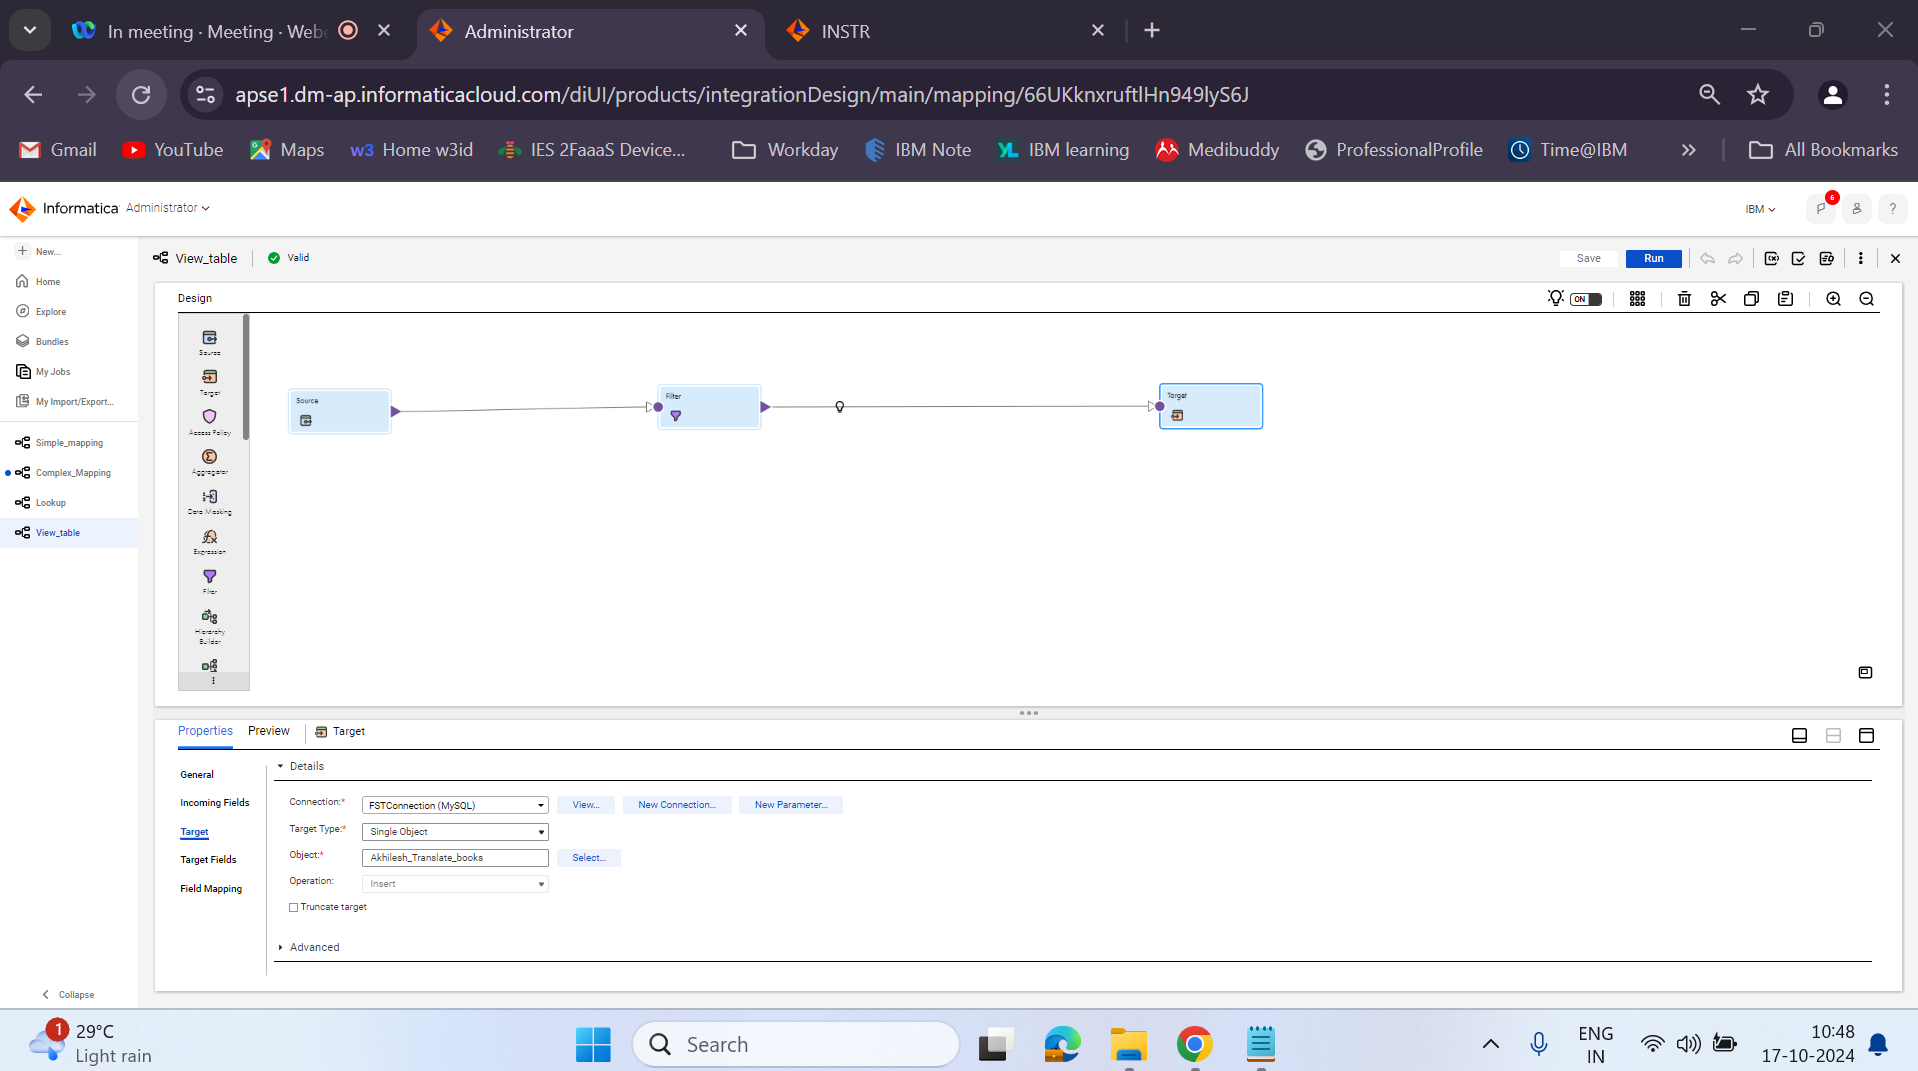 In meeting · Meeting · Webe
Administrator
INSTR
apse1.dm-ap.informaticacloud.com/diUI/products/integrationDesign/main/mapping/66UKknxruftlHn949lyS6J
Gmail
YouTube
Maps
w3 Home w3id
IES 2FaaaS Device...
Workday
IBM Note
YL IBM learning
Medibuddy
ProfessionalProfile
Time@IBM
All Bookmarks
Informatica Administrator
IBM
6
?
New...
Home
Explore
Bundles
My Jobs
My Import/Export...
Simple_mapping
Complex_Mapping
Lookup
View_table
Collapse
View_table
Valid
Save
Run
Design
ON
Source
Target
Access Policy
Aggregator
Data Masking
Expression
Filter
Hierarchy
Builder
Source
Filter
Target
Properties
Preview
Target
General
Incoming Fields
Target
Target Fields
Field Mapping
Details
Connection:* FSTConnection (MySQL) View... New Connection... New Parameter...
Target Type:* Single Object
Object:* Akhilesh_Translate_books Select...
Operation: Insert
Truncate target
Advanced
1
29°C
Light rain
Search
ENG
IN
10:48
17-10-2024